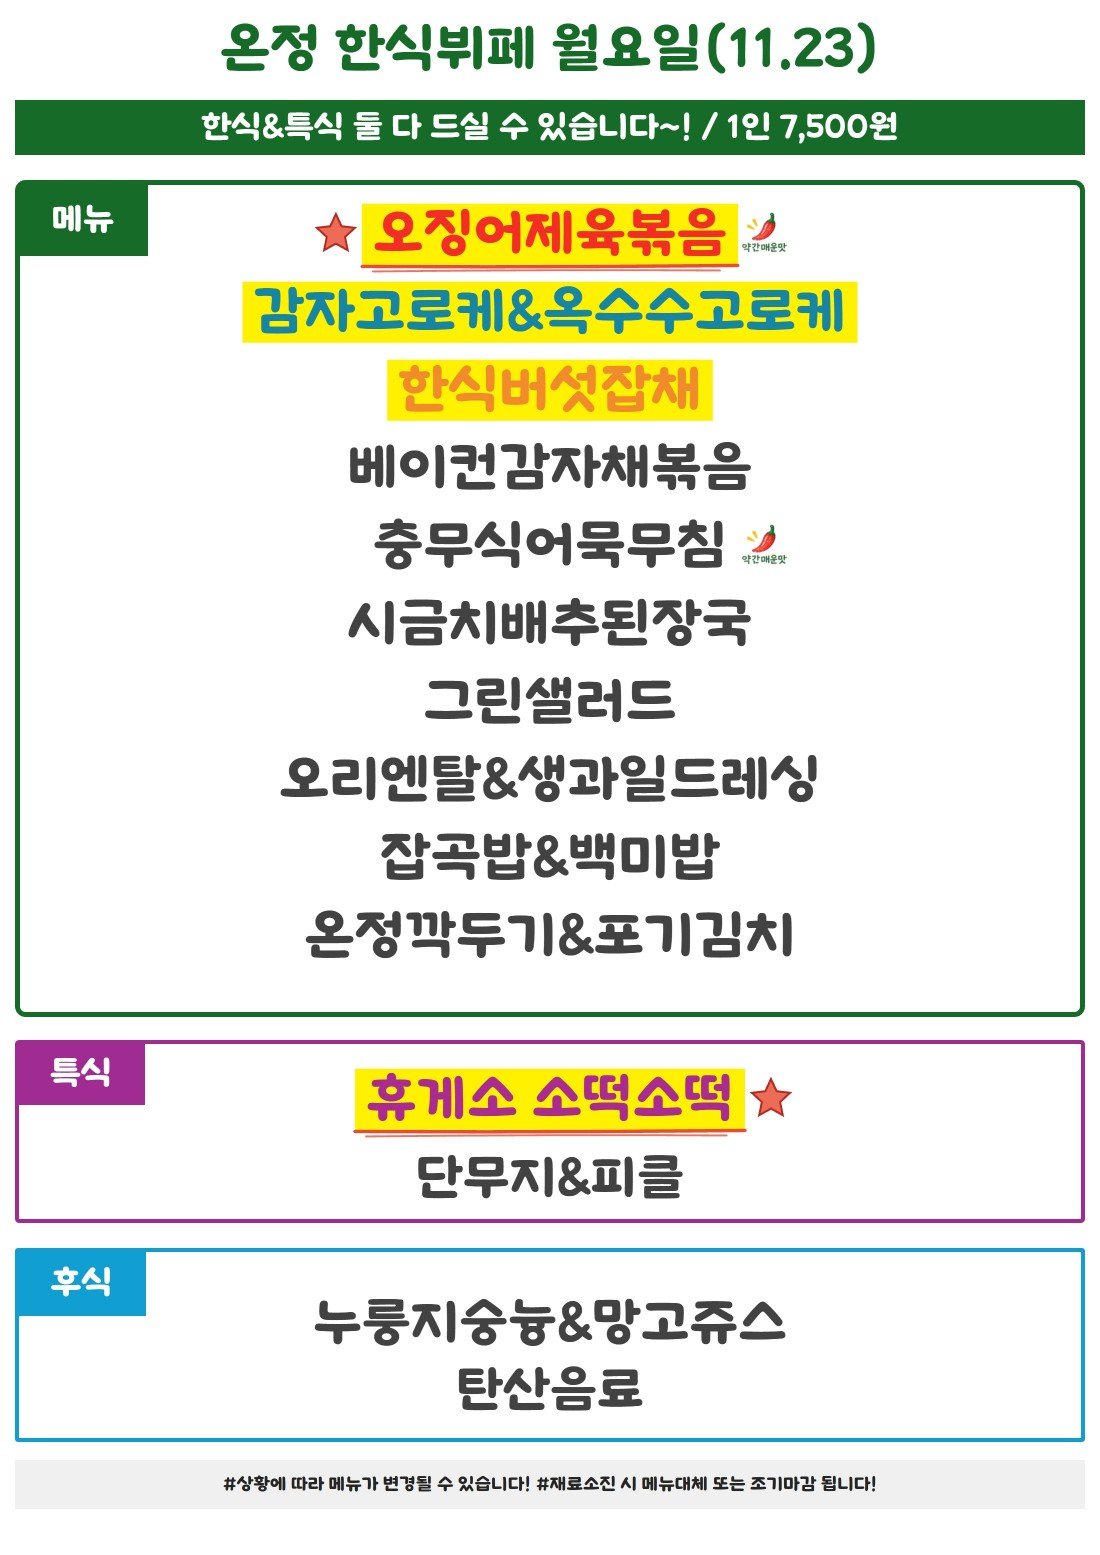 온정 한식뷔페 월요일(11.23)
한식&특식 둘 다 드실 수 있습니다~! / 1인 7,500원
메뉴
오징어제육볶음
약간매운맛
감자고로케&옥수수고로케
한식버섯잡채
베이컨감자채볶음
충무식어묵무침
약간매운맛
시금치배추된장국
그린샐러드
오리엔탈&생과일드레싱
잡곡밥&백미밥
온정깍두기&포기김치
특식
휴게소 소떡소떡
단무지&피클
후식
누룽지숭늉&망고쥬스
탄산음료
#상황에 따라 메뉴가 변경될 수 있습니다! #재료소진 시 메뉴대체 또는 조기마감 됩니다!